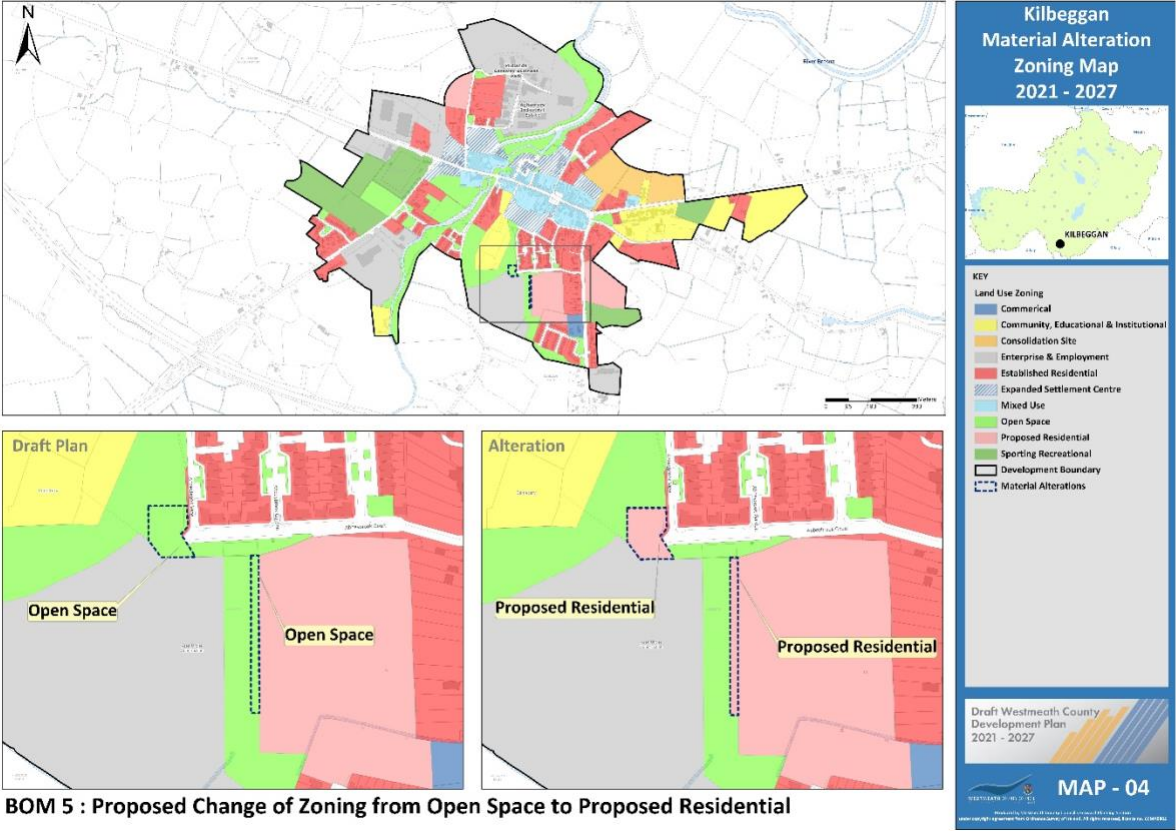 N
Kilbeggan
Material Alteration
Zoning Map
2021 - 2027
KILBEGGAN
KEY
Land Use Zoning
Commerical
Community, Educational & Institutional
Consolidation Site
Enterprise & Employment
Established Residential
Expanded Settlement Centre
Mixed Use
Open Space
Proposed Residential
Sporting Recreational
Development Boundary
Material Alterations
Meters
Draft Plan
Open Space
Open Space
Alteration
Proposed Residential
Proposed Residential
Draft Westmeath County
Development Plan
2021 - 2027
MAP - 04
BOM 5 : Proposed Change of Zoning from Open Space to Proposed Residential